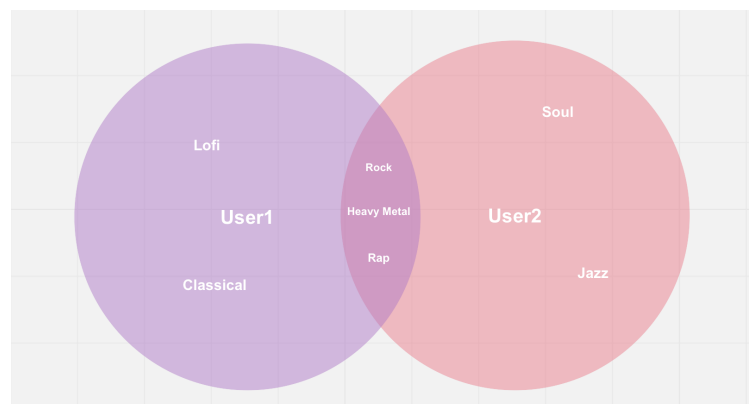 Soul
Lofi
Rock
Heavy Metal
User1
User2
Rap
Jazz
Classical